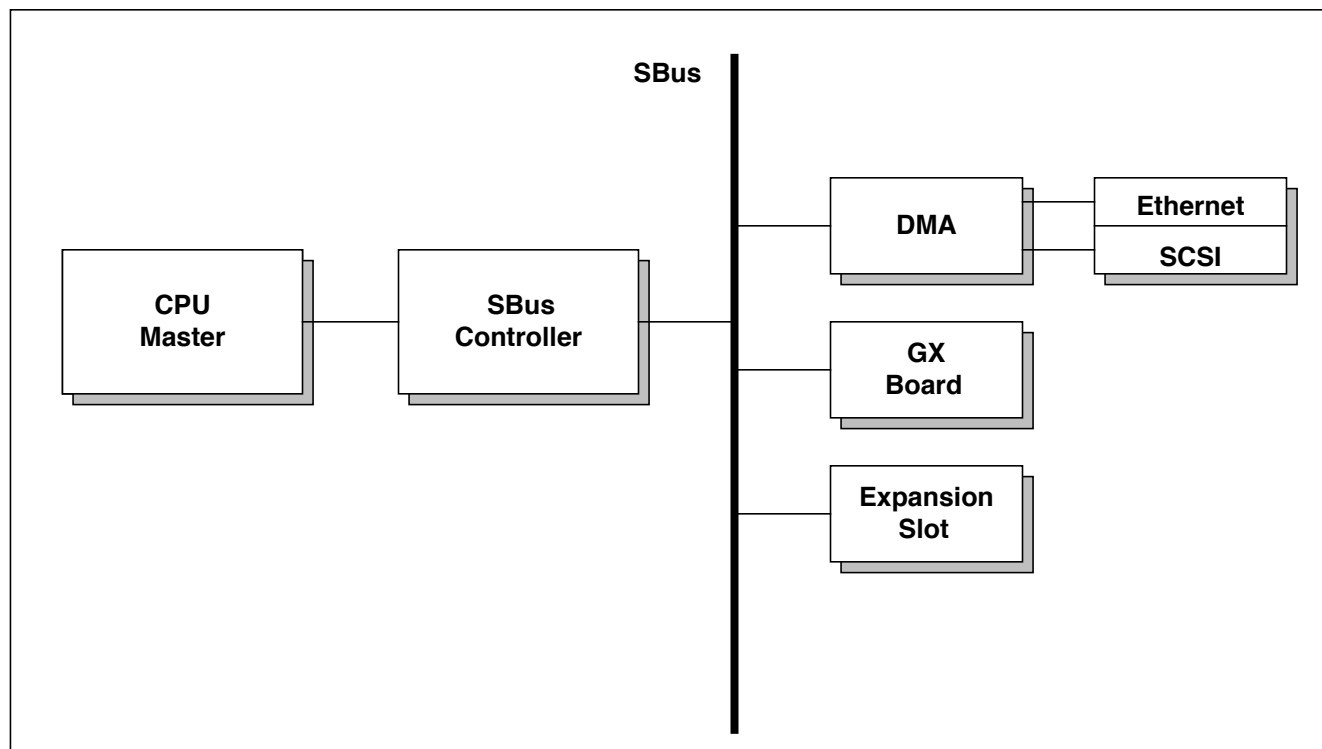 SBus
CPU
Master
SBus
Controller
DMA
Ethernet
SCSI
GX
Board
Expansion
Slot